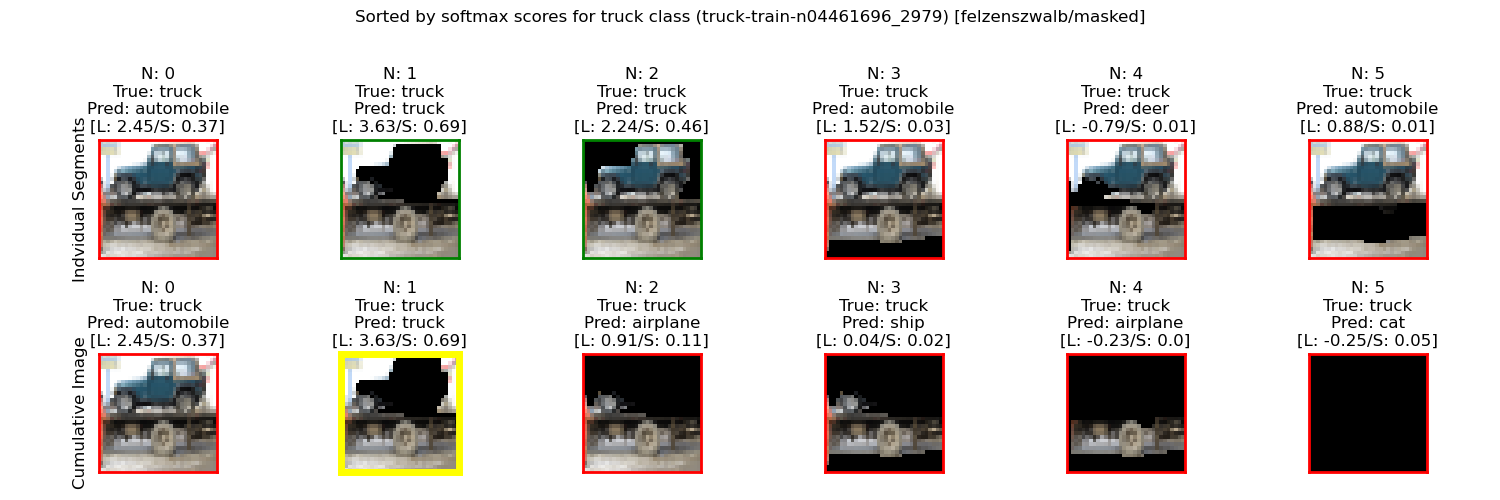 Sorted by softmax scores for truck class (truck-train-n04461696_2979) [felzenszwalb/masked]
Indvidual Segments
N: 0
True: truck
Pred: automobile
[L: 2.45/S: 0.37]
N: 1
True: truck
Pred: truck
[L: 3.63/S: 0.69]
N: 2
True: truck
Pred: truck
[L: 2.24/S: 0.46]
N: 3
True: truck
Pred: automobile
[L: 1.52/S: 0.03]
N: 4
True: truck
Pred: deer
[L: -0.79/S: 0.01]
N: 5
True: truck
Pred: automobile
[L: 0.88/S: 0.01]
Cumulative Image
N: 0
True: truck
Pred: automobile
[L: 2.45/S: 0.37]
N: 1
True: truck
Pred: truck
[L: 3.63/S: 0.69]
N: 2
True: truck
Pred: airplane
[L: 0.91/S: 0.11]
N: 3
True: truck
Pred: ship
[L: 0.04/S: 0.02]
N: 4
True: truck
Pred: airplane
[L: -0.23/S: 0.0]
N: 5
True: truck
Pred: cat
[L: -0.25/S: 0.05]